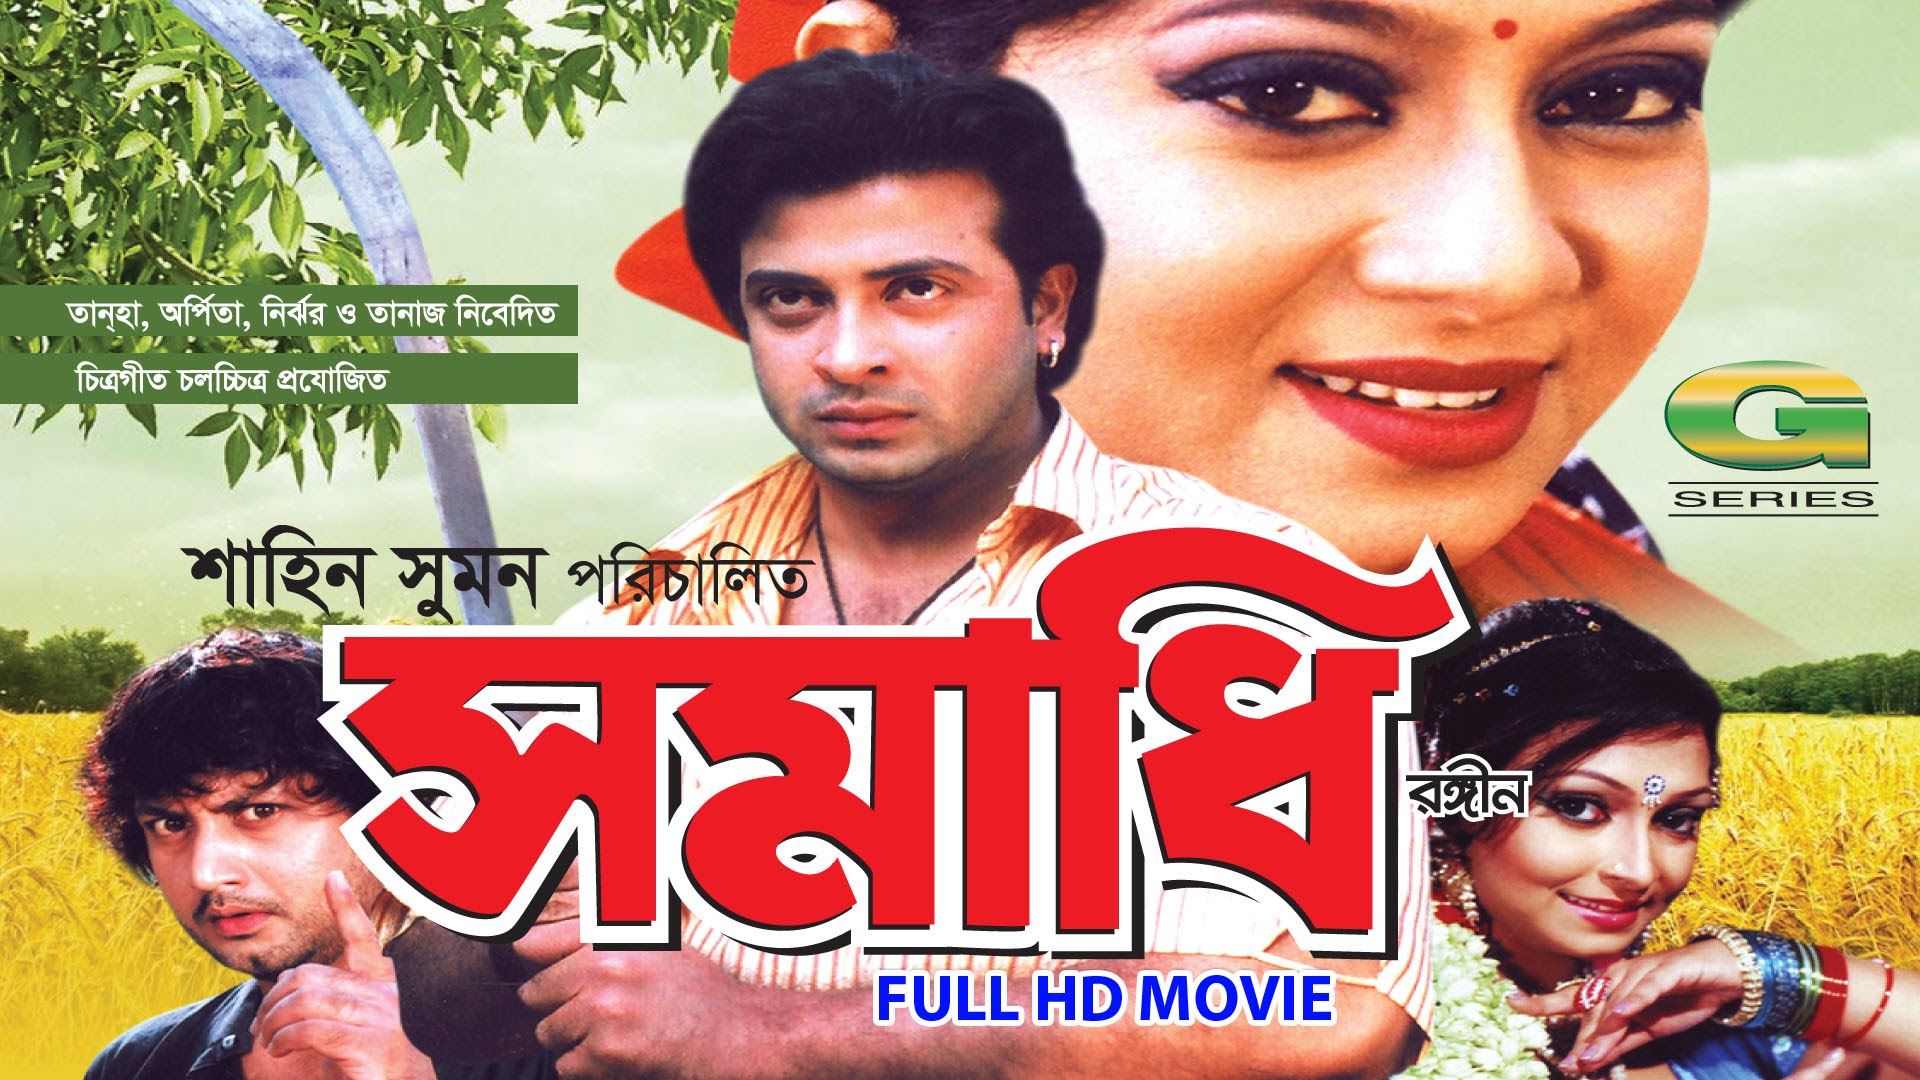 তান্‌হা, অর্পিতা, নির্ঝর ও তানাজ নিবেদিত
চিত্রগীত চলচ্চিত্র প্রযোজিত
G
SERIES
শাহিন সুমন পরিচালিত
সমাধি
রঙ্গীন
FULL HD MOVIE